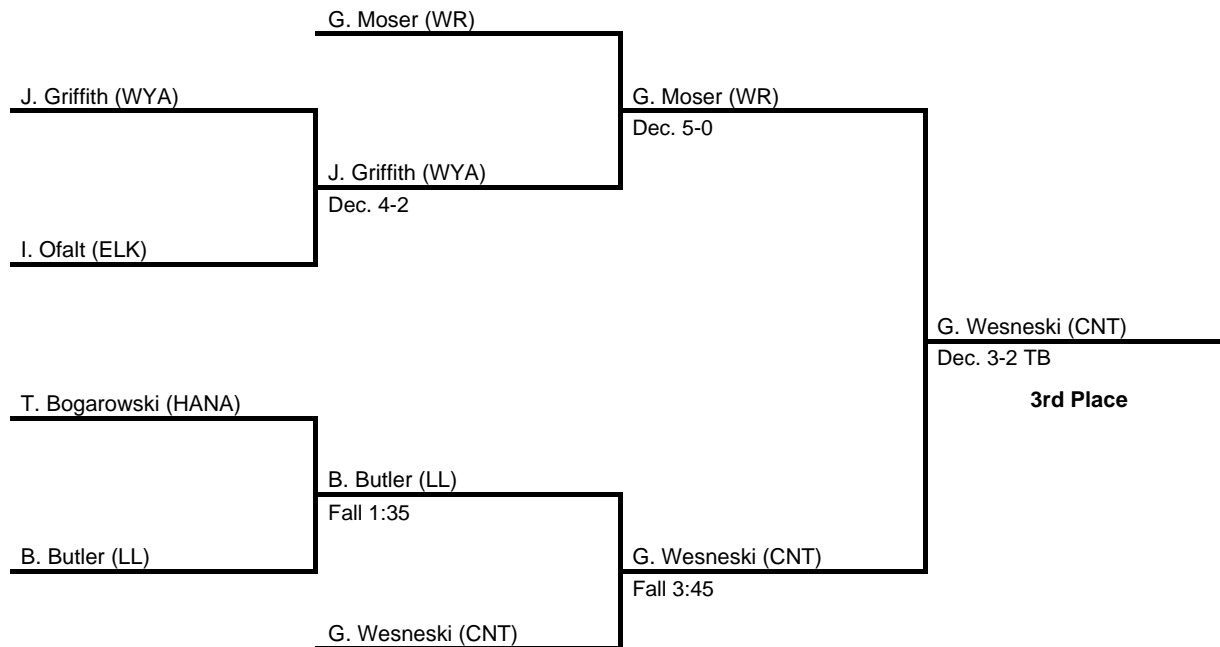 G. Moser (WR)
J. Griffith (WYA)
G. Moser (WR)
Dec. 5-0
J. Griffith (WYA)
Dec. 4-2
I. Ofalt (ELK)
G. Wesneski (CNT)
Dec. 3-2 TB
3rd Place
T. Bogarowski (HANA)
B. Butler (LL)
Fall 1:35
B. Butler (LL)
G. Wesneski (CNT)
Fall 3:45
G. Wesneski (CNT)